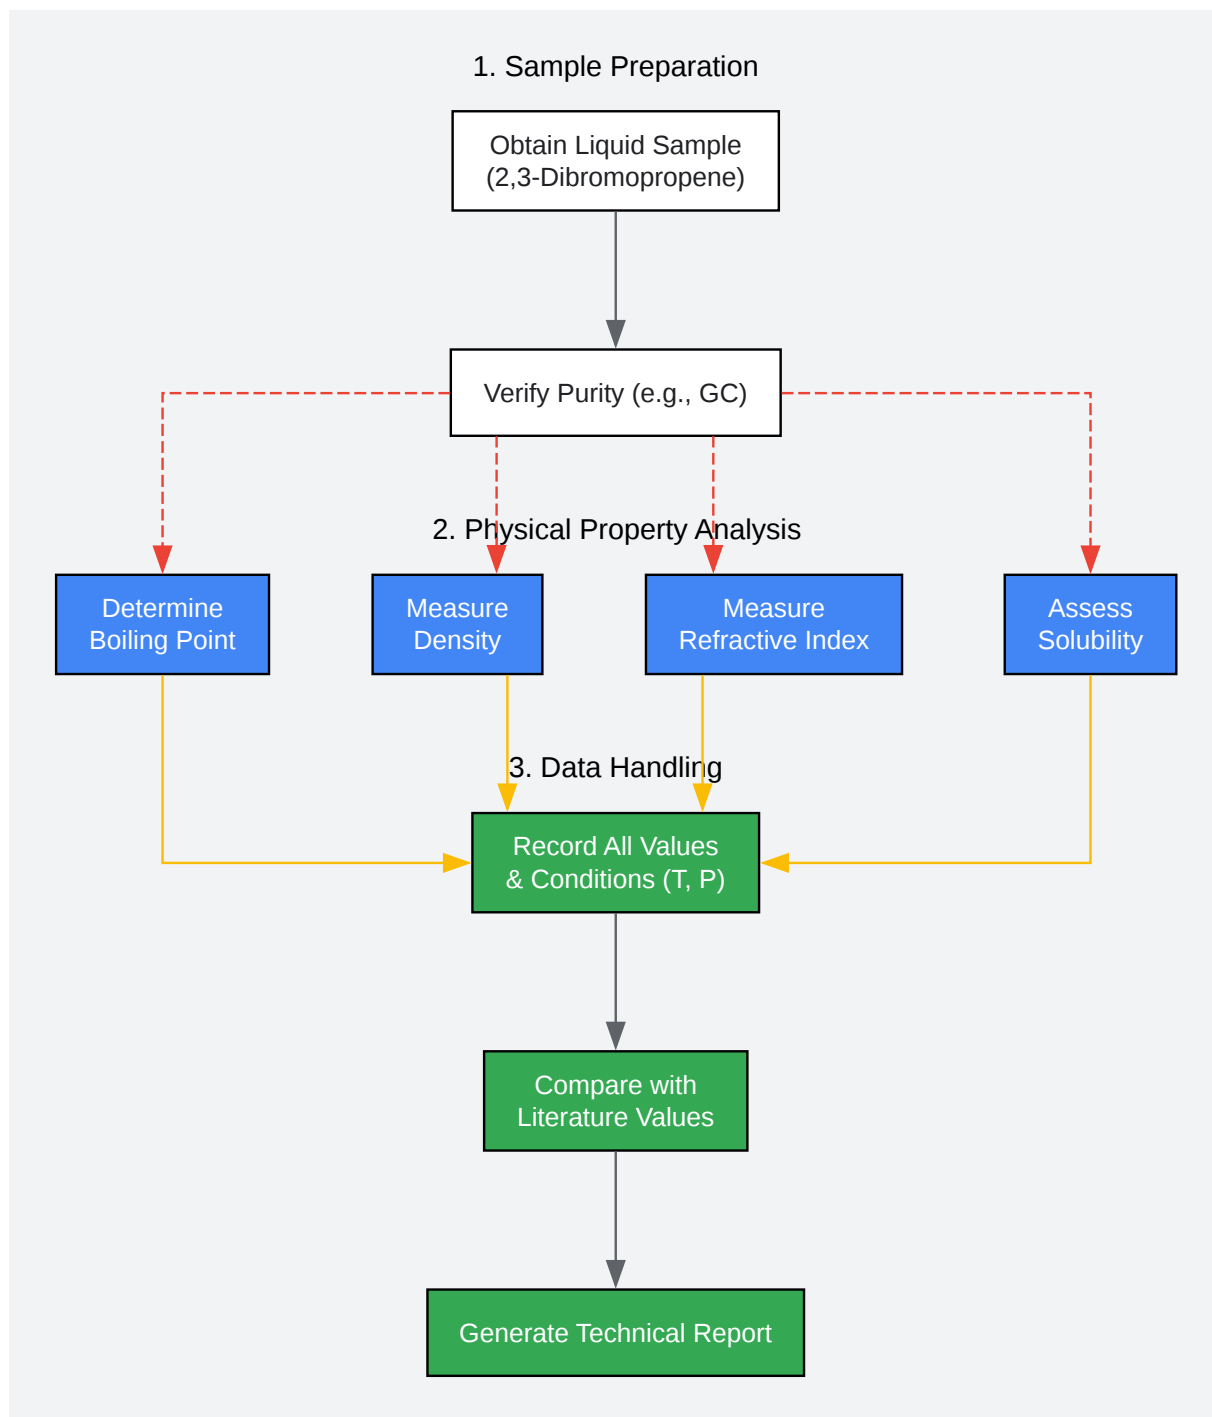 1. Sample Preparation
Obtain Liquid Sample
(2,3-Dibromopropene)
Verify Purity (e.g., GC)
2. Physical Property Analysis
Determine
Boiling Point
Measure
Density
Measure
Refractive Index
Assess
Solubility
3. Data Handling
Record All Values
& Conditions (T, P)
Compare with
Literature Values
Generate Technical Report